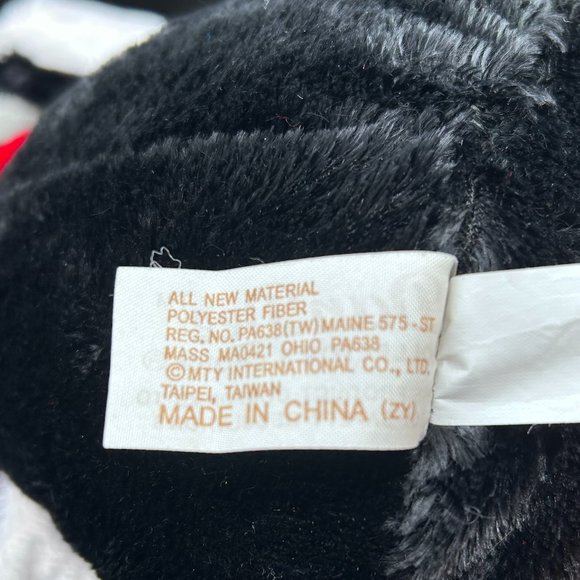 ALL NEW MATERIAL
POLYESTER FIBER
REG. NO. PA638(TW) MAINE 575-ST
MASS MA0421 OHIO PA638
©MTY INTERNATIONAL CO., LTD.
TAIPEI, TAIWAN
MADE IN CHINA (ZY)